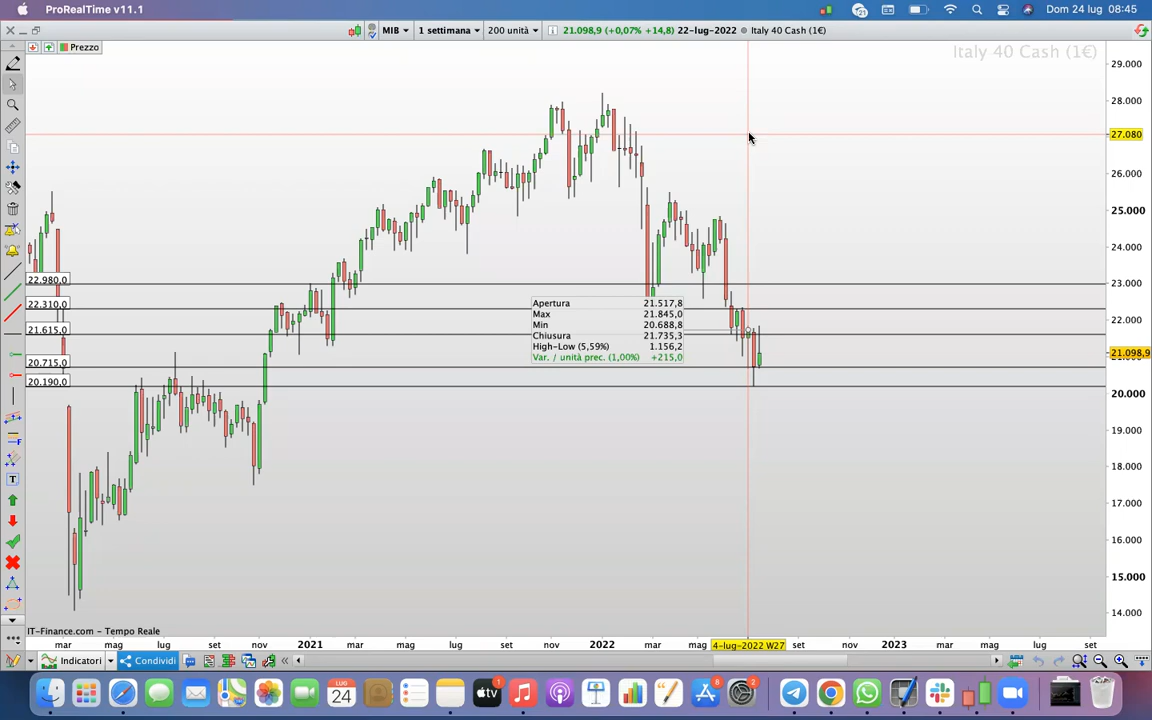 ProRealTime v11.1
Dom 24 lug 08:45
MIB
1 settimana
200 unità
21.098,9 (+0,07% +14,8) 22-lug-2022
Italy 40 Cash (1€)
Prezzo
Italy 40 Cash (1€)
29.000
28.000
27.080
26.000
25.000
24.000
23.000
22.000
21.098,9
20.000
19.000
18.000
17.000
16.000
15.000
14.000
22.980,0
22.310,0
21.615,0
20.715,0
20.190,0
Apertura 21.517,8
Max 21.845,0
Min 20.688,8
Chiusura 21.735,3
High-Low (5,59%) 1.156,2
Var. / unità prec. (1,00%) +215,0
IT-Finance.com - Tempo Reale
mar mag lug set nov 2021 mar mag lug set nov 2022 mar mag 4-lug-2022 W27 set nov 2023 mar mag lug set
Indicatori
Condividi
LUG
24
tv
1
8
2